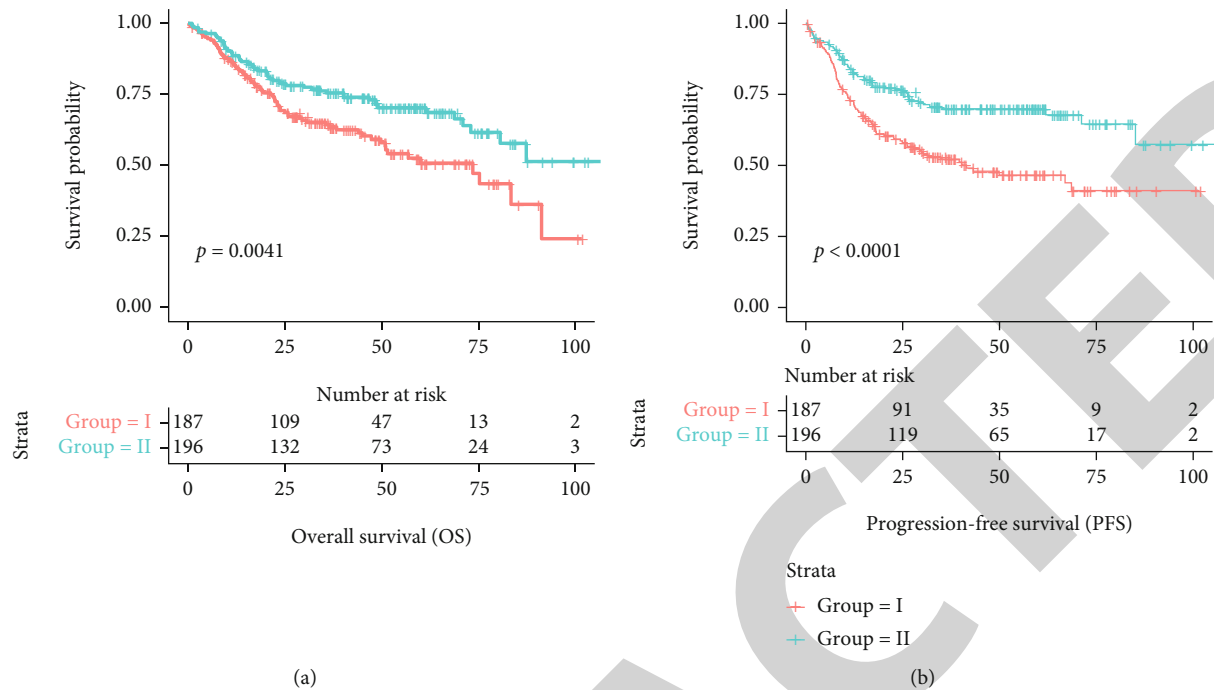 1.00
0.75
0.50
0.25
0.00
Survival probability
p = 0.0041
0 25 50 75 100
Number at risk
Strata
Group = I 187 109 47 13 2
Group = II 196 132 73 24 3
0 25 50 75 100
Overall survival (OS)
(a)
1.00
0.75
0.50
0.25
0.00
Survival probability
p < 0.0001
0 25 50 75 100
Number at risk
Strata
Group = I 187 91 35 9 2
Group = II 196 119 65 17 2
0 25 50 75 100
Progression-free survival (PFS)
Strata
Group = I
Group = II
(b)